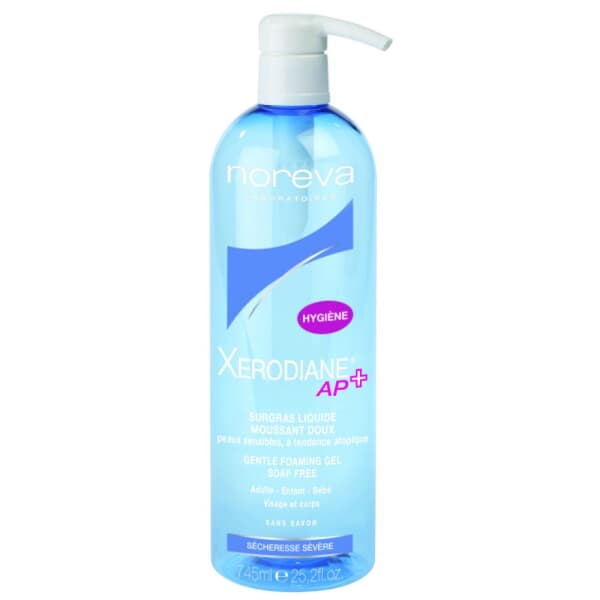 noreva
LABORATOIRES
HYGIÈNE
XERODIANE®
AP+
SURGRAS LIQUIDE
MOUSSANT DOUX
peaux sensibles, à tendance atopique
GENTLE FOAMING GEL
SOAP FREE
Adulte - Enfant - Bébé
Visage et corps
SANS SAVON
SÉCHERESSE SÉVÈRE
745ml ℮ 25,2fl.oz.